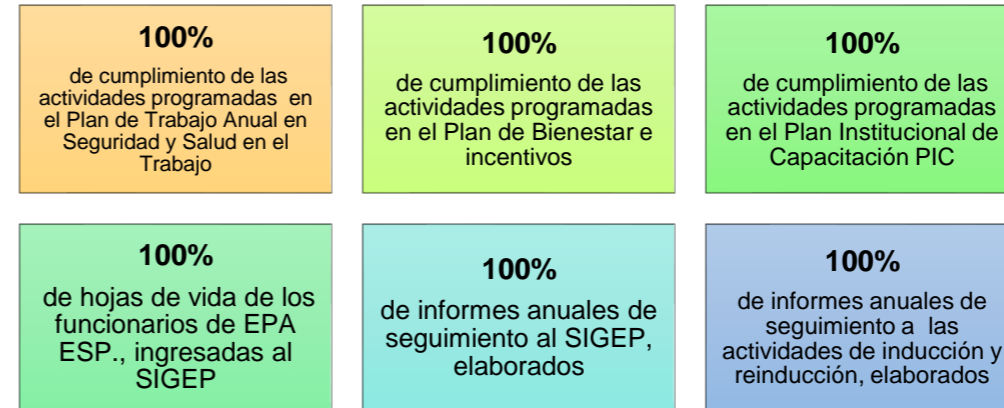 100%
de cumplimiento de las
actividades programadas en
el Plan de Trabajo Anual en
Seguridad y Salud en el
Trabajo
100%
de cumplimiento de las
actividades programadas
en el Plan de Bienestar e
incentivos
100%
de cumplimiento de las
actividades programadas
en el Plan Institucional de
Capacitación PIC
100%
de hojas de vida de los
funcionarios de EPA
ESP., ingresadas al
SIGEP
100%
de informes anuales de
seguimiento al SIGEP,
elaborados
100%
de informes anuales de
seguimiento a las
actividades de inducción y
reinducción, elaborados